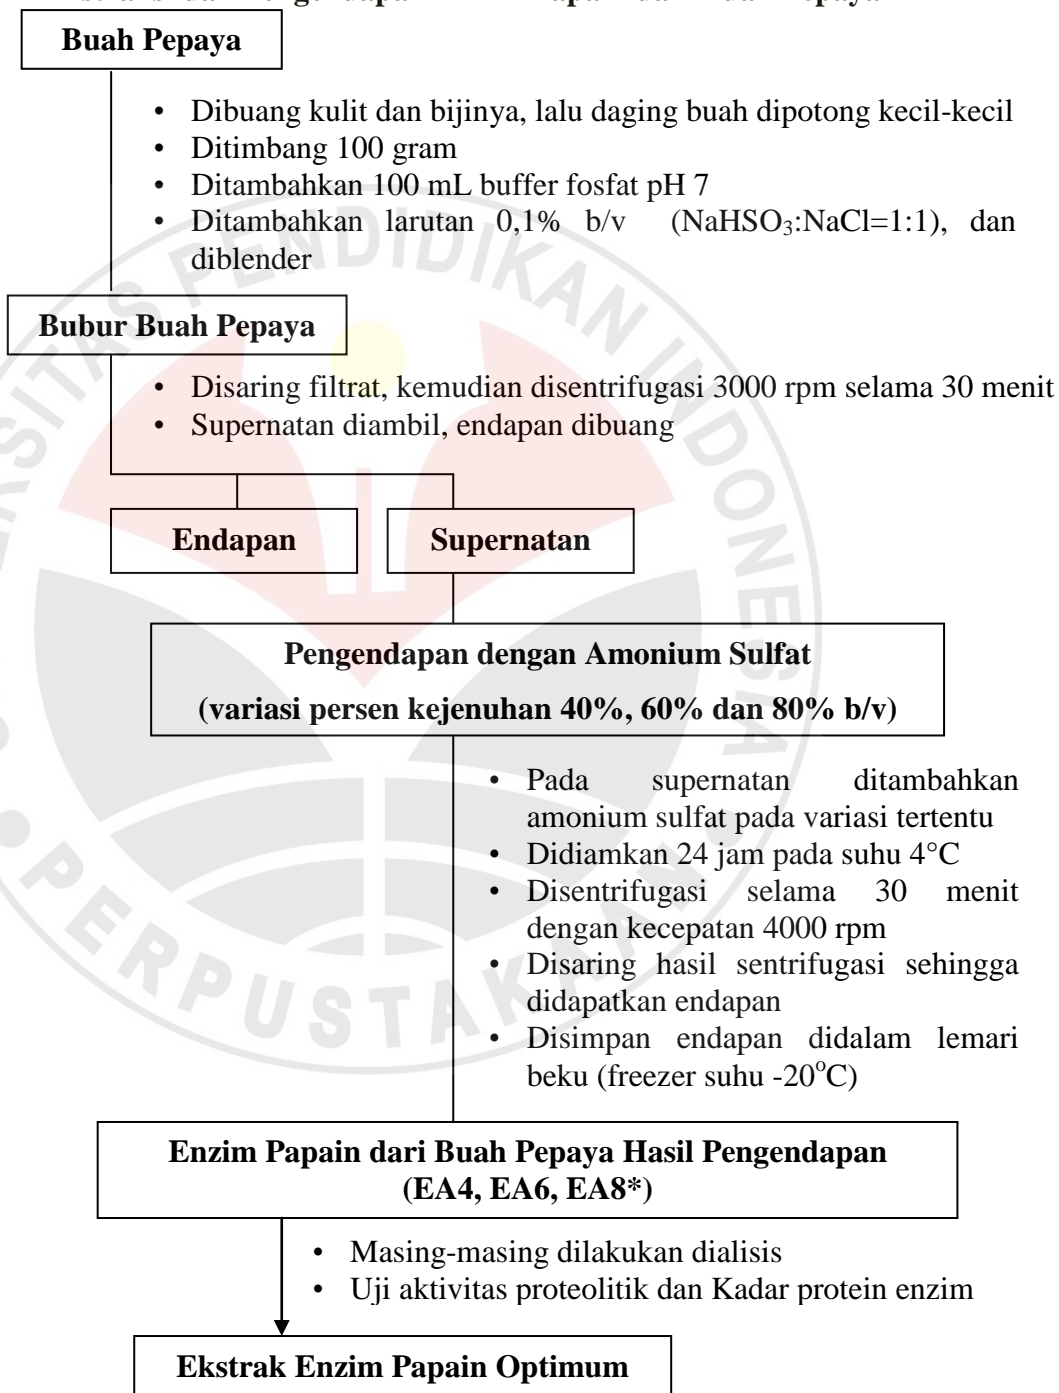 Buah Pepaya
• Dibuang kulit dan bijinya, lalu daging buah dipotong kecil-kecil
• Ditimbang 100 gram
• Ditambahkan 100 mL buffer fosfat pH 7
• Ditambahkan larutan 0,1% b/v (NaHSO₃:NaCl=1:1), dan
diblender
Bubur Buah Pepaya
• Disaring filtrat, kemudian disentrifugasi 3000 rpm selama 30 menit
• Supernatan diambil, endapan dibuang
Endapan
Supernatan
Pengendapan dengan Amonium Sulfat
(variasi persen kejenuhan 40%, 60% dan 80% b/v)
• Pada supernatan ditambahkan
amonium sulfat pada variasi tertentu
• Didiamkan 24 jam pada suhu 4°C
• Disentrifugasi selama 30 menit
dengan kecepatan 4000 rpm
• Disaring hasil sentrifugasi sehingga
didapatkan endapan
• Disimpan endapan didalam lemari
beku (freezer suhu -20°C)
Enzim Papain dari Buah Pepaya Hasil Pengendapan
(EA4, EA6, EA8*)
• Masing-masing dilakukan dialisis
• Uji aktivitas proteolitik dan Kadar protein enzim
Ekstrak Enzim Papain Optimum
PENDIDIKAN INDONESIA
PERPUSTAKAAN